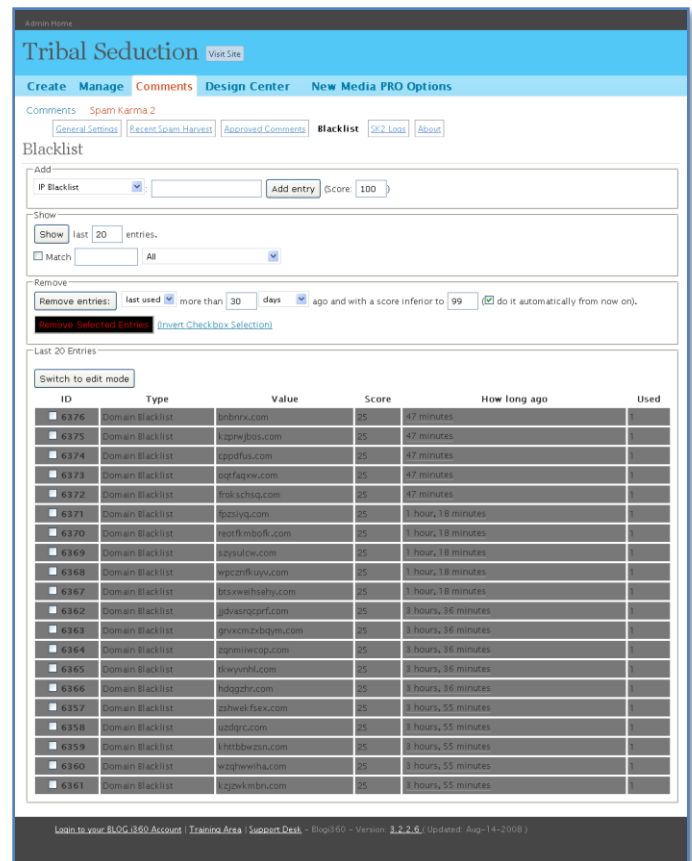 Admin Home
Tribal Seduction Visit Site
Create Manage Comments Design Center New Media PRO Options
Comments Spam Karma 2
General Settings Recent Spam Harvest Approved Comments Blacklist SK2 Logs About
Blacklist
Add
IP Blacklist : Add entry (Score: 100 )
Show
Show last 20 entries.
Match All
Remove
Remove entries: last used more than 30 days ago and with a score inferior to 99 ( do it automatically from now on).
Remove Selected Entries (Invert Checkbox Selection)
Last 20 Entries
Switch to edit mode
ID Type Value Score How long ago Used
6376 Domain Blacklist bnbnrx.com 25 47 minutes 1
6375 Domain Blacklist kzprwjbos.com 25 47 minutes 1
6374 Domain Blacklist cppdfus.com 25 47 minutes 1
6373 Domain Blacklist oqtfaqxw.com 25 47 minutes 1
6372 Domain Blacklist frokschsq.com 25 47 minutes 1
6371 Domain Blacklist fpzsiyq.com 25 1 hour, 18 minutes 1
6370 Domain Blacklist reotfkmbofk.com 25 1 hour, 18 minutes 1
6369 Domain Blacklist szysulcw.com 25 1 hour, 18 minutes 1
6368 Domain Blacklist wpcznfkuyv.com 25 1 hour, 18 minutes 1
6367 Domain Blacklist btsxweihsehy.com 25 1 hour, 18 minutes 1
6362 Domain Blacklist jjdvasrqcprf.com 25 3 hours, 36 minutes 1
6363 Domain Blacklist grvxcmzxbqym.com 25 3 hours, 36 minutes 1
6364 Domain Blacklist zqnmiiwcop.com 25 3 hours, 36 minutes 1
6365 Domain Blacklist tkwyvnhl.com 25 3 hours, 36 minutes 1
6366 Domain Blacklist hdqgzhr.com 25 3 hours, 36 minutes 1
6357 Domain Blacklist zshwekfsex.com 25 3 hours, 55 minutes 1
6358 Domain Blacklist uzdqrc.com 25 3 hours, 55 minutes 1
6359 Domain Blacklist khttbbwzsn.com 25 3 hours, 55 minutes 1
6360 Domain Blacklist wzqhwwiha.com 25 3 hours, 55 minutes 1
6361 Domain Blacklist kzjzwkmbn.com 25 3 hours, 55 minutes 1
Login to your BLOG i360 Account | Training Area | Support Desk - Blogi360 - Version: 3.2.2.6 ( Updated: Aug-14-2008 )